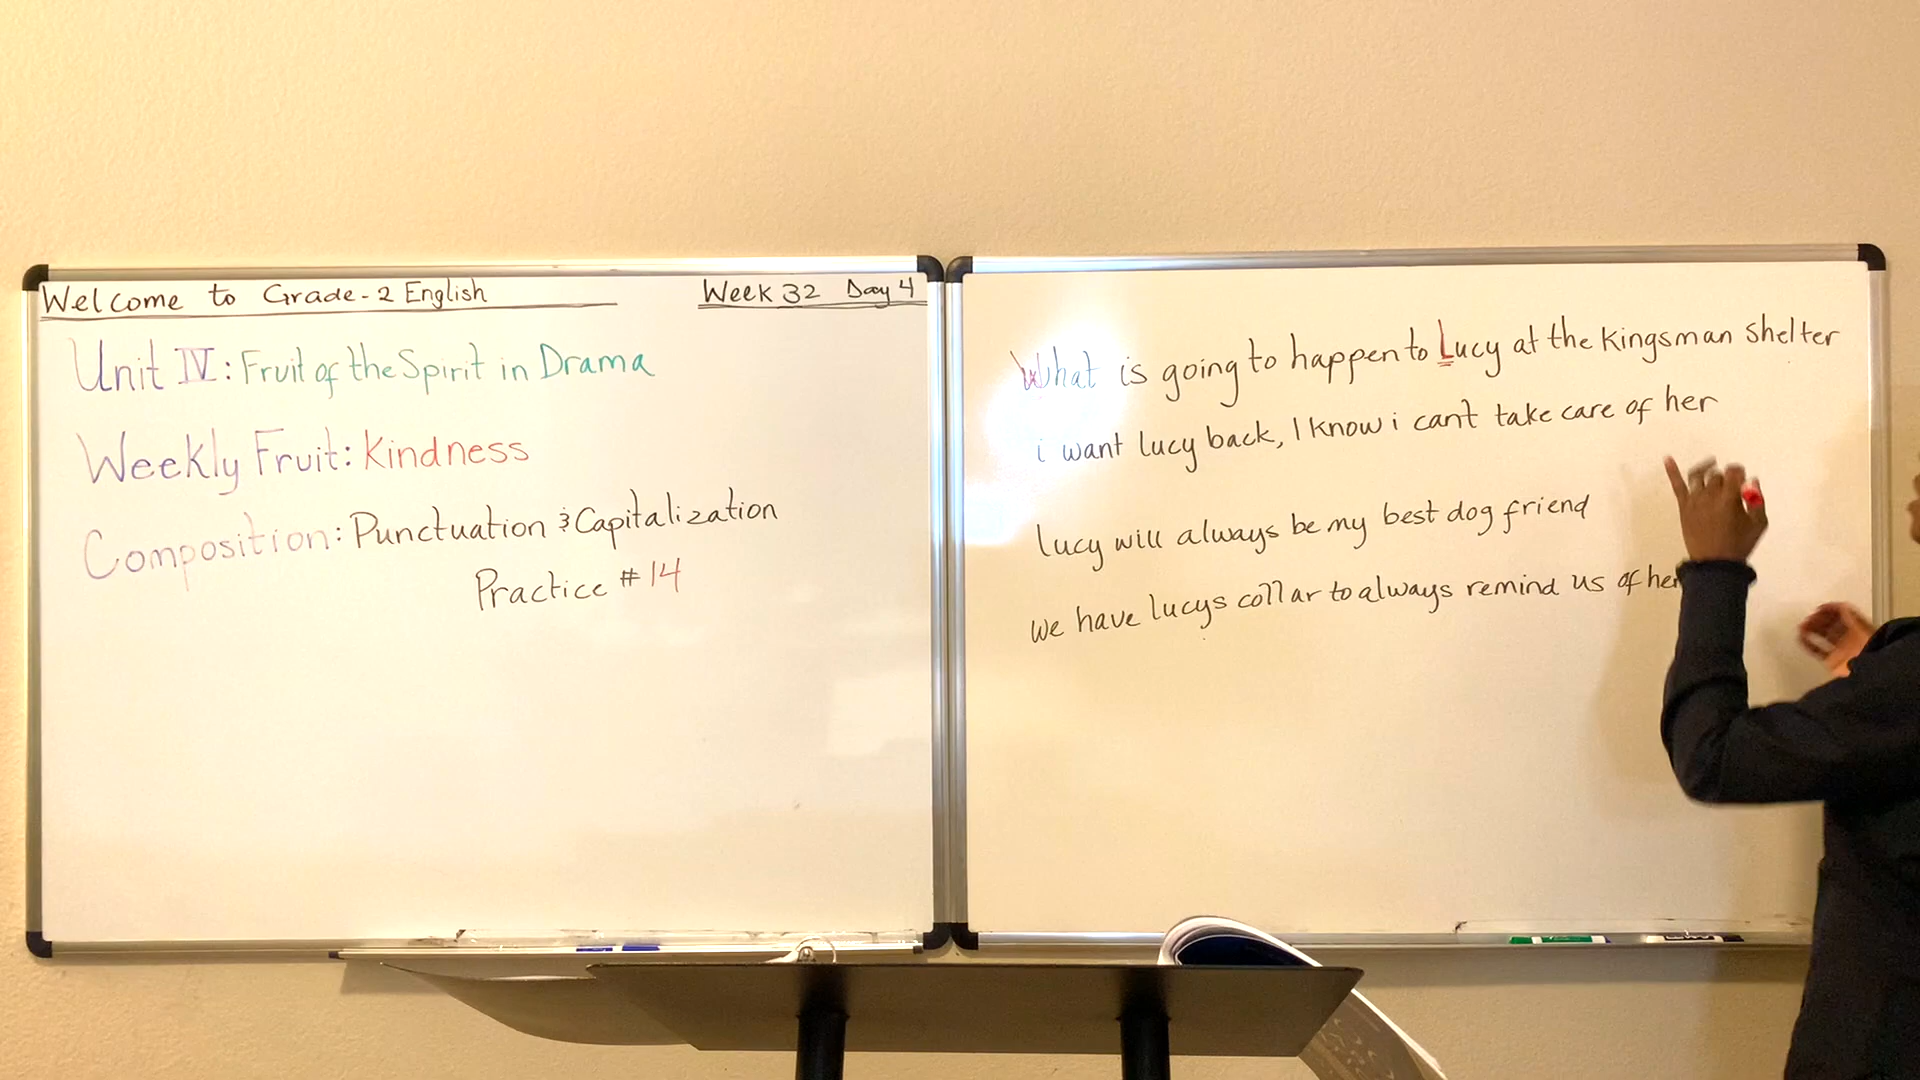 Welcome to Grade-2 English
Week 32 Day 4
Unit IV: Fruit of the Spirit in Drama
Weekly Fruit: Kindness
Composition: Punctuation & Capitalization
Practice #14
What is going to happen to Lucy at the kingsman shelter
i want lucy back, I know i can't take care of her
lucy will always be my best dog friend
we have lucys collar to always remind us of her